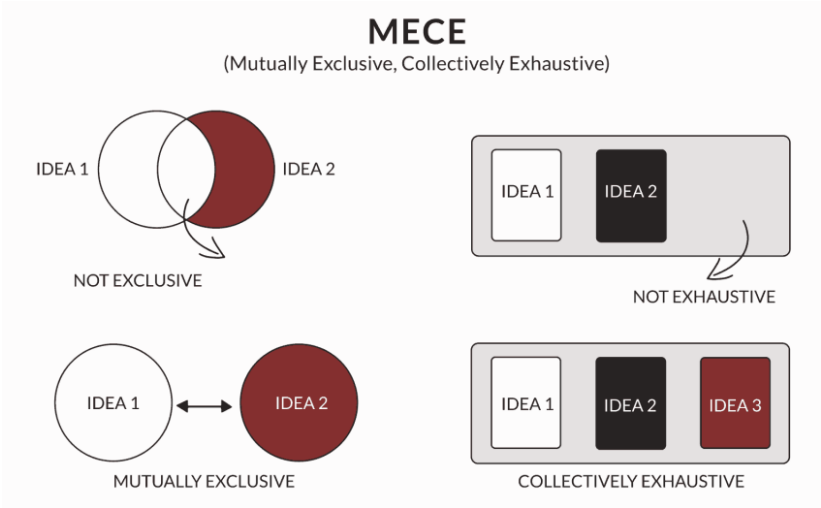 MECE
(Mutually Exclusive, Collectively Exhaustive)
IDEA 1
IDEA 2
NOT EXCLUSIVE
IDEA 1
IDEA 2
NOT EXHAUSTIVE
IDEA 1
IDEA 2
MUTUALLY EXCLUSIVE
IDEA 1
IDEA 2
IDEA 3
COLLECTIVELY EXHAUSTIVE